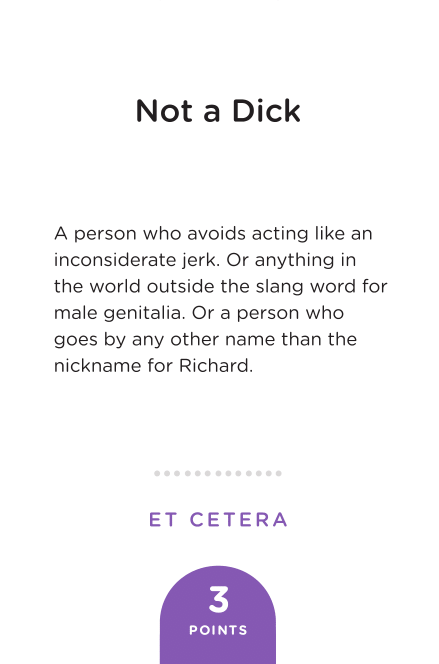 Not a Dick
A person who avoids acting like an
inconsiderate jerk. Or anything in
the world outside the slang word for
male genitalia. Or a person who
goes by any other name than the
nickname for Richard.
ET CETERA
3
POINTS